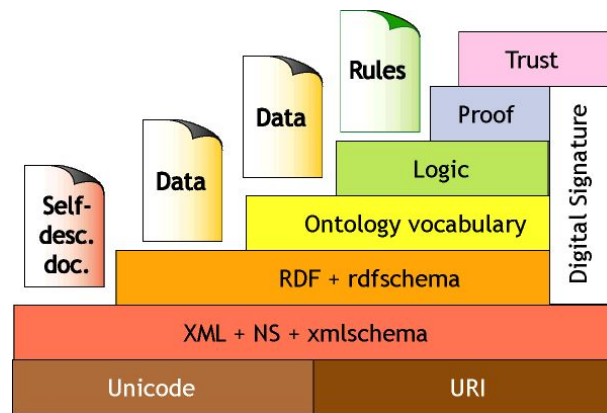 Rules
Trust
Data
Proof
Data
Logic
Digital Signature
Self-
desc.
doc.
Ontology vocabulary
RDF + rdfschema
XML + NS + xmlschema
Unicode
URI